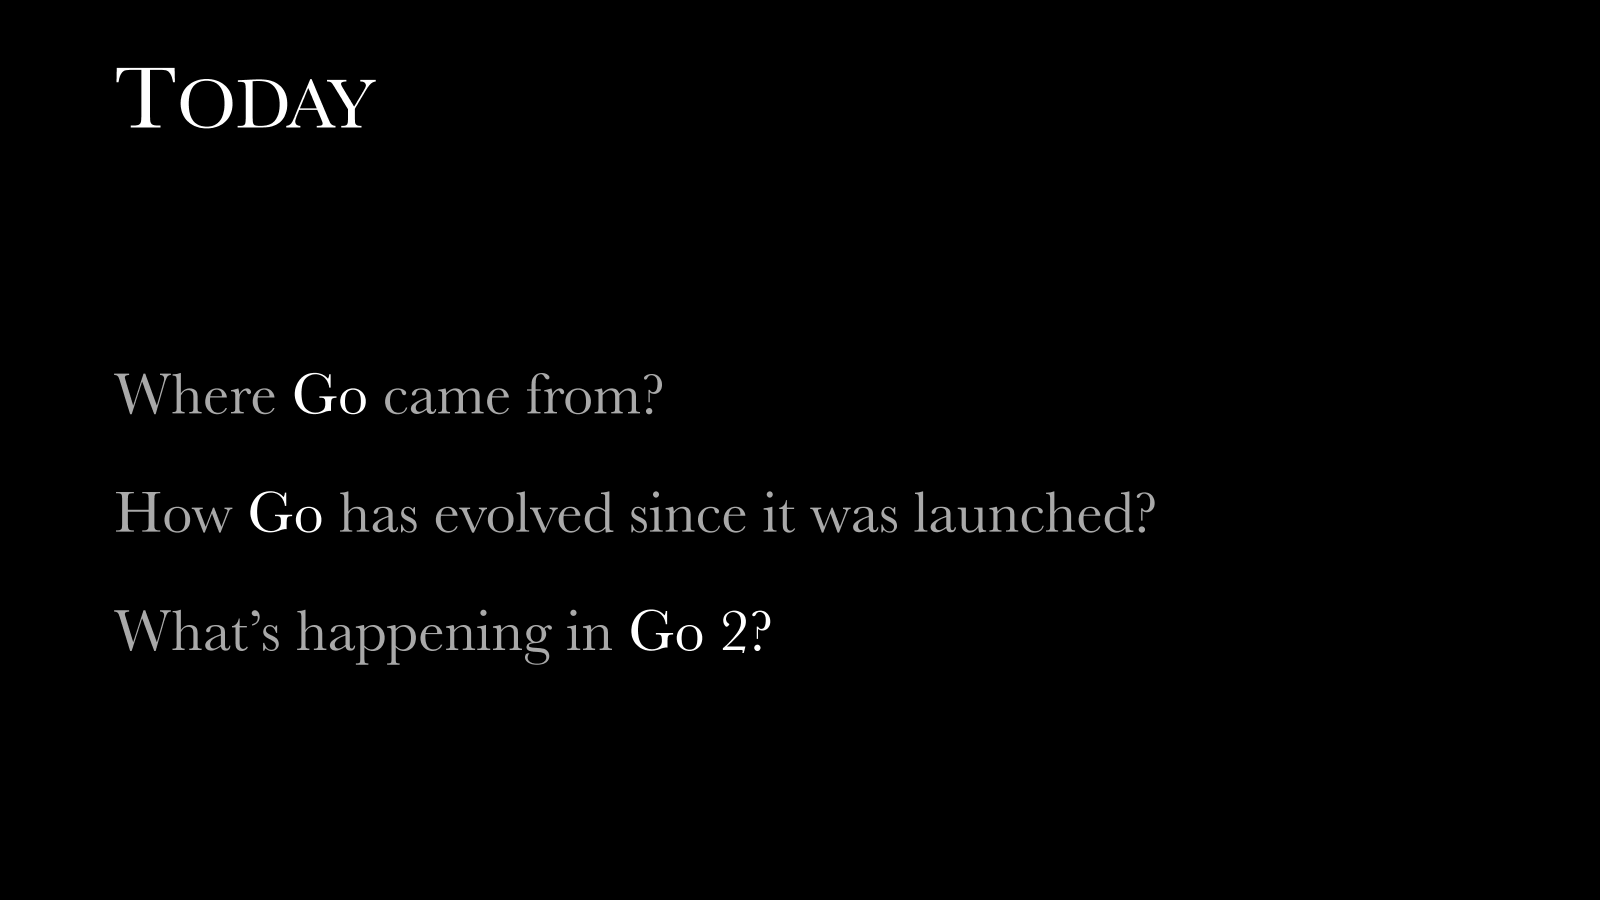 Today
Where Go came from?
How Go has evolved since it was launched?
What’s happening in Go 2?